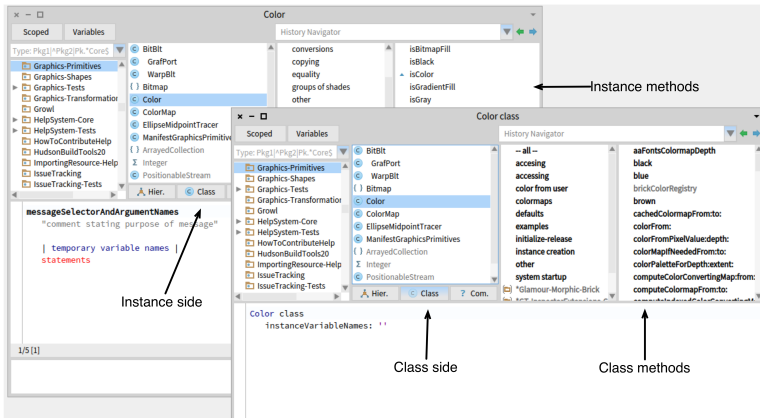 Color
Scoped
Variables
History Navigator
Type: Pkg1|^Pkg2|Pk.*Core$
Graphics-Primitives
Graphics-Shapes
Graphics-Tests
Graphics-Transformation
Growl
HelpSystem-Core
HelpSystem-Tests
HowToContributeHelp
HudsonBuildTools20
ImportingResource-Help
IssueTracking
IssueTracking-Tests
BitBlt
GrafPort
WarpBlt
Bitmap
Color
ColorMap
EllipseMidpointTracer
ManifestGraphicsPrimitives
ArrayedCollection
Integer
PositionableStream
conversions
copying
equality
groups of shades
other
isBitmapFill
isBlack
isColor
isGradientFill
isGray
Instance methods
Hier.
Class
messageSelectorAndArgumentNames
"comment stating purpose of message"
| temporary variable names |
statements
Instance side
1/5 [1]
Color class
Scoped
Variables
History Navigator
Type: Pkg1|^Pkg2|Pk.*Core$
Graphics-Primitives
Graphics-Shapes
Graphics-Tests
Graphics-Transformation
Growl
HelpSystem-Core
HelpSystem-Tests
HowToContributeHelp
HudsonBuildTools20
ImportingResource-Help
IssueTracking
IssueTracking-Tests
BitBlt
GrafPort
WarpBlt
Bitmap
Color
ColorMap
EllipseMidpointTracer
ManifestGraphicsPrimitives
ArrayedCollection
Integer
PositionableStream
-- all --
accesing
accessing
color from user
colormaps
defaults
examples
initialize-release
instance creation
other
system startup
*Glamour-Morphic-Brick
aaFontsColormapDepth
black
blue
brickColorRegistry
brown
cachedColormapFrom:to:
colorFrom:
colorFromPixelValue:depth:
colorMapIfNeededFrom:to:
colorPaletteForDepth:extent:
computeColorConvertingMap:from:
computeColormapFrom:to:
Hier.
Class
? Com.
Color class
instanceVariableNames: ''
Class side
Class methods